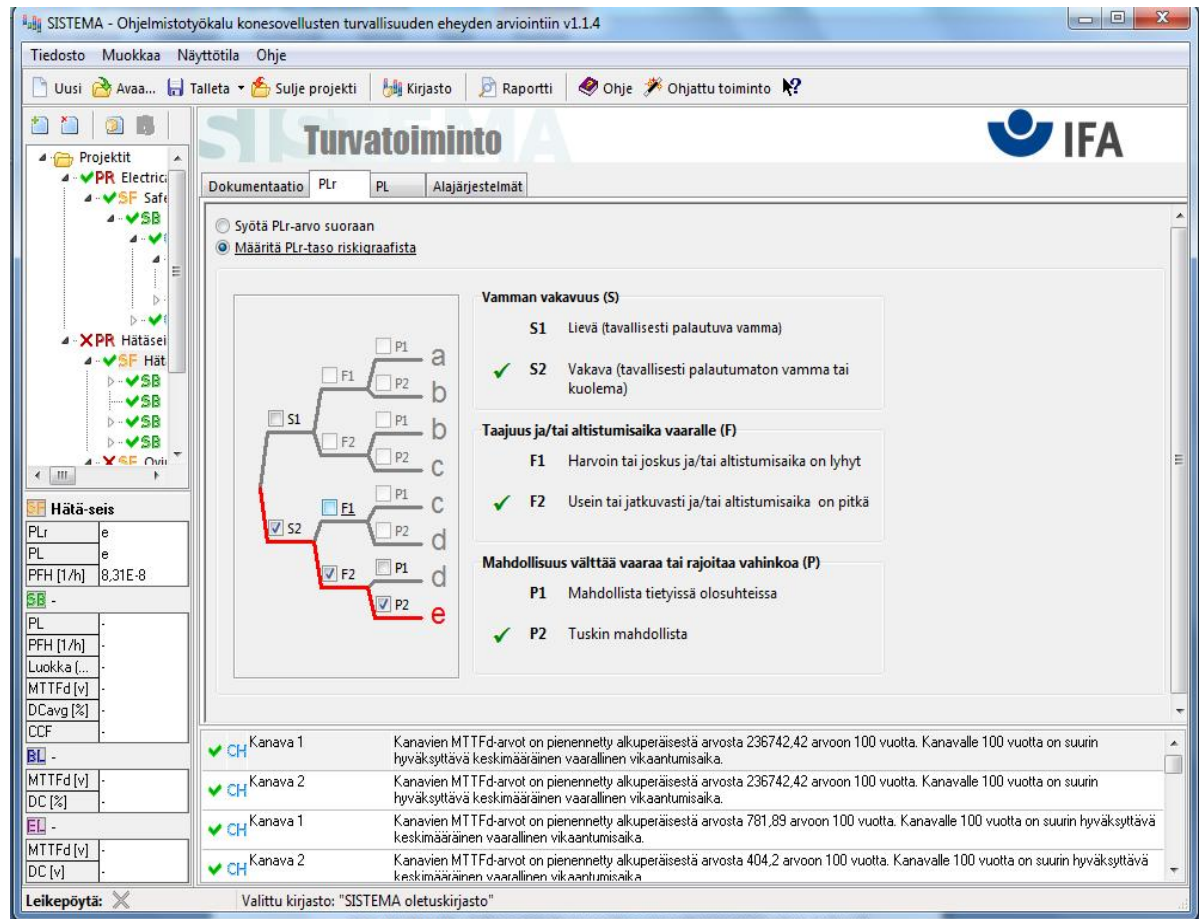 SISTEMA - Ohjelmistotyökalu konesovellusten turvallisuuden eheyden arviointiin v1.1.4
Tiedosto Muokkaa Näyttötila Ohje
Uusi Avaa... Talleta Sulje projekti Kirjasto Raportti Ohje Ohjattu toiminto
SISTEMA
Turvatoiminto
IFA
Projektit
PR Electrica
SF Safe
SB
PR Hätäsei
SF Hät
SB
SB
SB
SB
SF Ovi
Dokumentaatio PLr PL Alajärjestelmät
Syötä PLr-arvo suoraan
Määritä PLr-taso riskigraafista
S1
F1
P1 a
P2 b
F2
P1 b
P2 c
S2
F1
P1 c
P2 d
F2
P1 d
P2 e
Vamman vakavuus (S)
S1 Lievä (tavallisesti palautuva vamma)
S2 Vakava (tavallisesti palautumaton vamma tai
kuolema)
Taajuus ja/tai altistumisaika vaaralle (F)
F1 Harvoin tai joskus ja/tai altistumisaika on lyhyt
F2 Usein tai jatkuvasti ja/tai altistumisaika on pitkä
Mahdollisuus välttää vaaraa tai rajoitaa vahinkoa (P)
P1 Mahdollista tietyissä olosuhteissa
P2 Tuskin mahdollista
SF Hätä-seis
PLr e
PL e
PFH [1/h] 8,31E-8
SB -
PL -
PFH [1/h] -
Luokka (... -
MTTFd [v] -
DCavg [%] -
CCF -
BL -
MTTFd [v] -
DC [%] -
EL -
MTTFd [v] -
DC [v] -
CH Kanava 1 Kanavien MTTFd-arvot on pienennetty alkuperäisestä arvosta 236742,42 arvoon 100 vuotta. Kanavalle 100 vuotta on suurin
hyväksyttävä keskimääräinen vaarallinen vikaantumisaika.
CH Kanava 2 Kanavien MTTFd-arvot on pienennetty alkuperäisestä arvosta 236742,42 arvoon 100 vuotta. Kanavalle 100 vuotta on suurin
hyväksyttävä keskimääräinen vaarallinen vikaantumisaika.
CH Kanava 1 Kanavien MTTFd-arvot on pienennetty alkuperäisestä arvosta 781,89 arvoon 100 vuotta. Kanavalle 100 vuotta on suurin hyväksyttävä
keskimääräinen vaarallinen vikaantumisaika.
CH Kanava 2 Kanavien MTTFd-arvot on pienennetty alkuperäisestä arvosta 404,2 arvoon 100 vuotta. Kanavalle 100 vuotta on suurin hyväksyttävä
keskimääräinen vaarallinen vikaantumisaika
Leikepöytä: Valittu kirjasto: "SISTEMA oletuskirjasto"